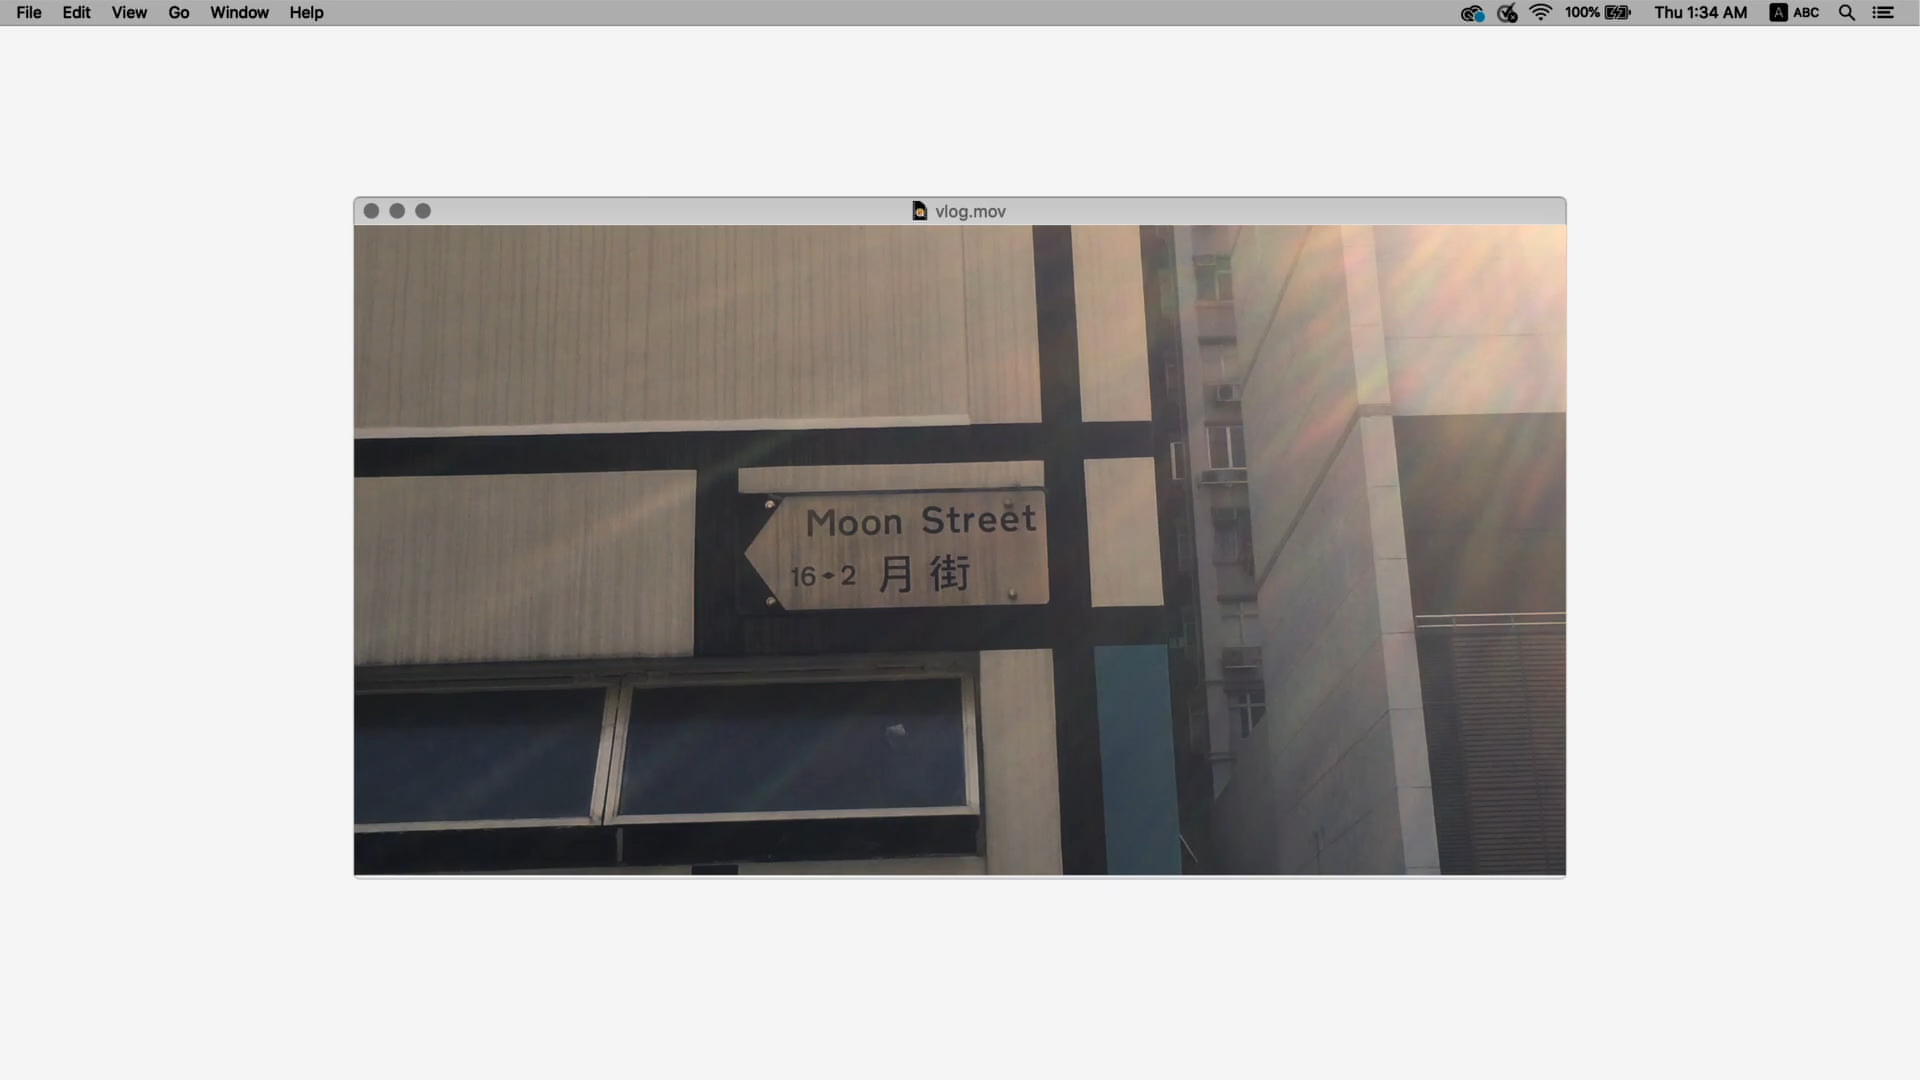 File Edit View Go Window Help 100% Thu 1:34 AM A ABC
vlog.mov
Moon Street
16-2 月街